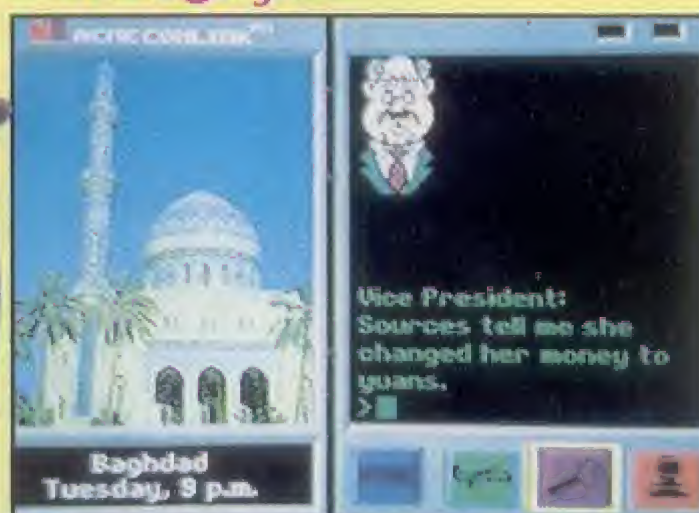 Baghdad
Tuesday, 9 p.m.
Vice President:
Sources tell me she
changed her money to
yuans.
>